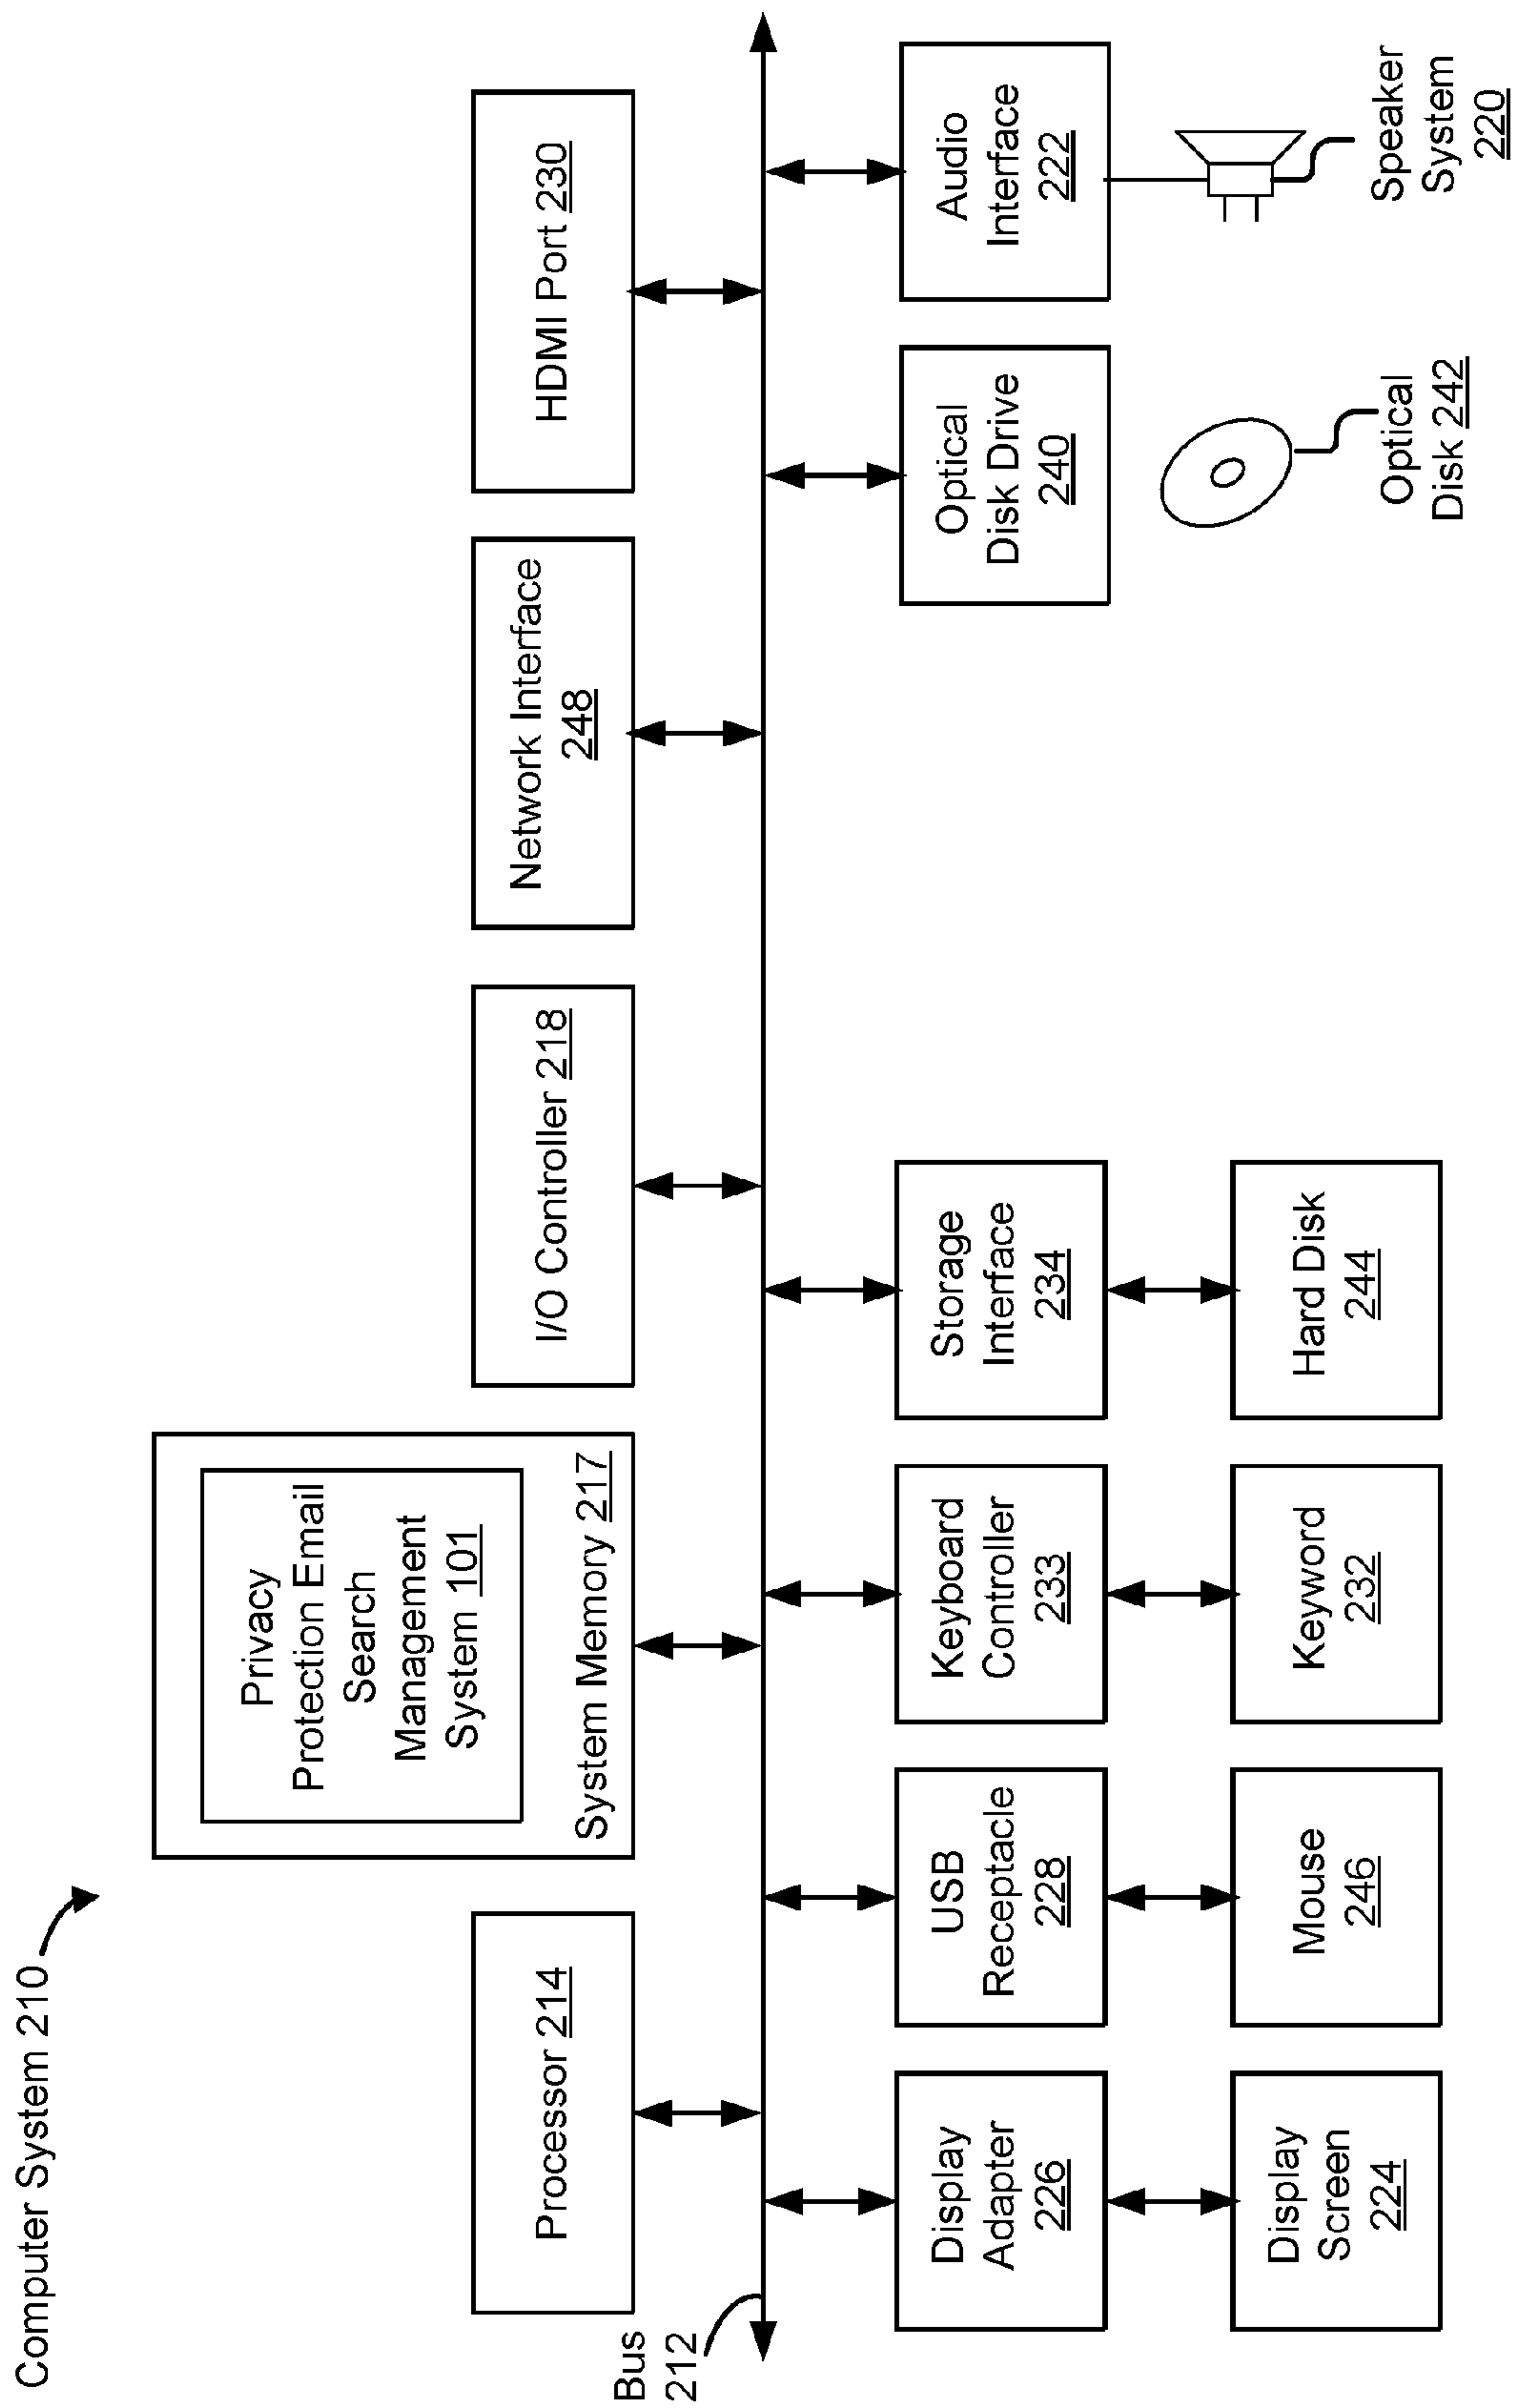 Computer System 210
Privacy
Protection Email
Search
Management
System 101
System Memory 217
Processor 214
I/O Controller 218
Network Interface
248
HDMI Port 230
Bus
212
Display
Adapter
226
USB
Receptacle
228
Keyboard
Controller
233
Storage
Interface
234
Optical
Disk Drive
240
Audio
Interface
222
Display
Screen
224
Mouse
246
Keyword
232
Hard Disk
244
Optical
Disk 242
Speaker
System
220